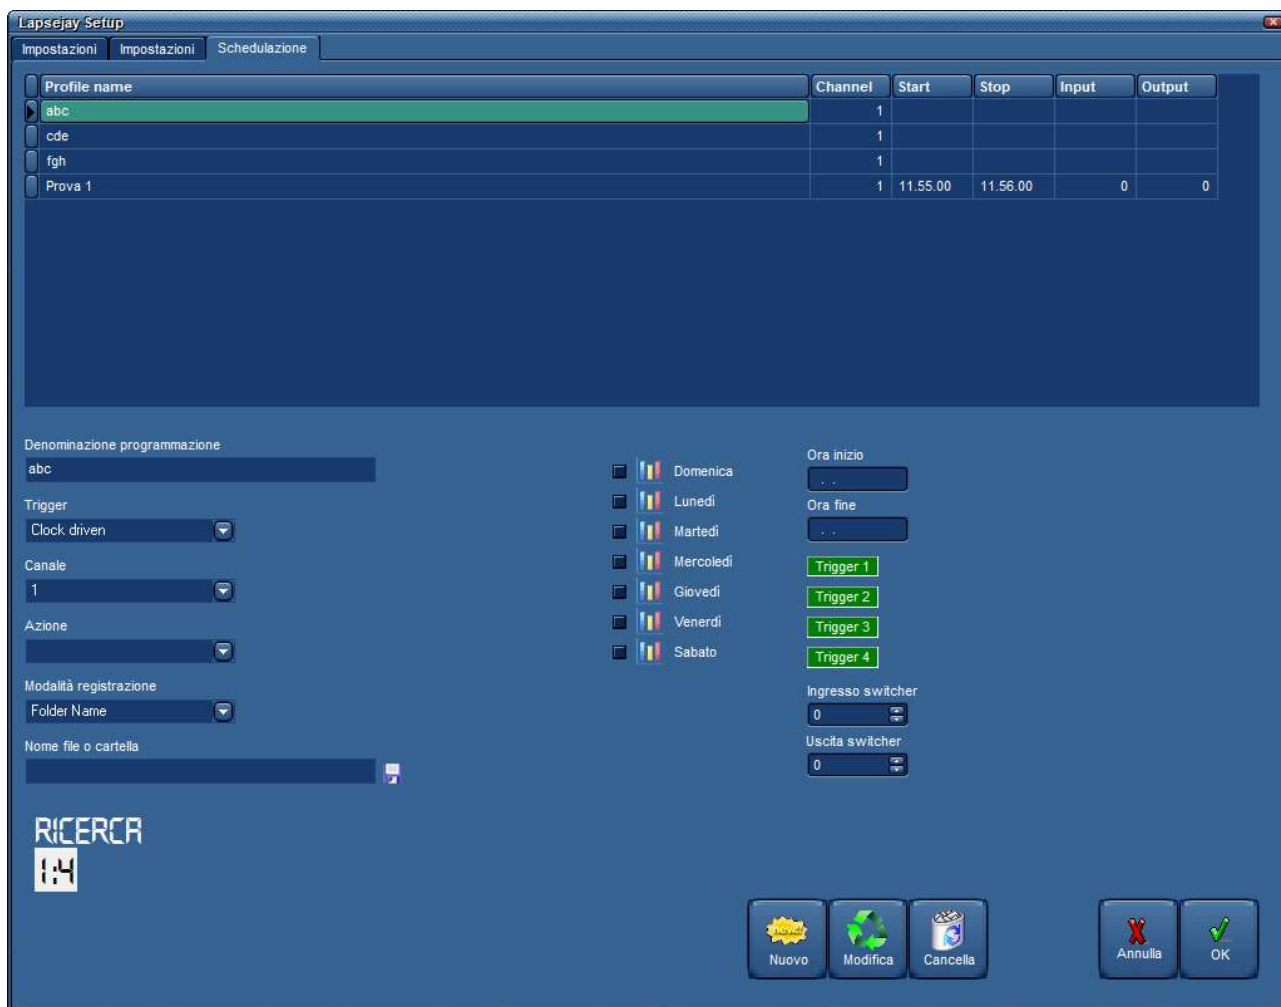 Lapsejay Setup
Impostazioni Impostazioni Schedulazione
Profile name Channel Start Stop Input Output
abc 1
cde 1
fgh 1
Prova 1 1 11.55.00 11.56.00 0 0
Denominazione programmazione
abc
Trigger
Clock driven
Canale
1
Azione
Modalità registrazione
Folder Name
Nome file o cartella
Domenica
Lunedì
Martedì
Mercoledì
Giovedì
Venerdì
Sabato
Ora inizio
. .
Ora fine
. .
Trigger 1
Trigger 2
Trigger 3
Trigger 4
Ingresso switcher
0
Uscita switcher
0
RICERCA
1:4
Nuovo Modifica Cancella Annulla OK